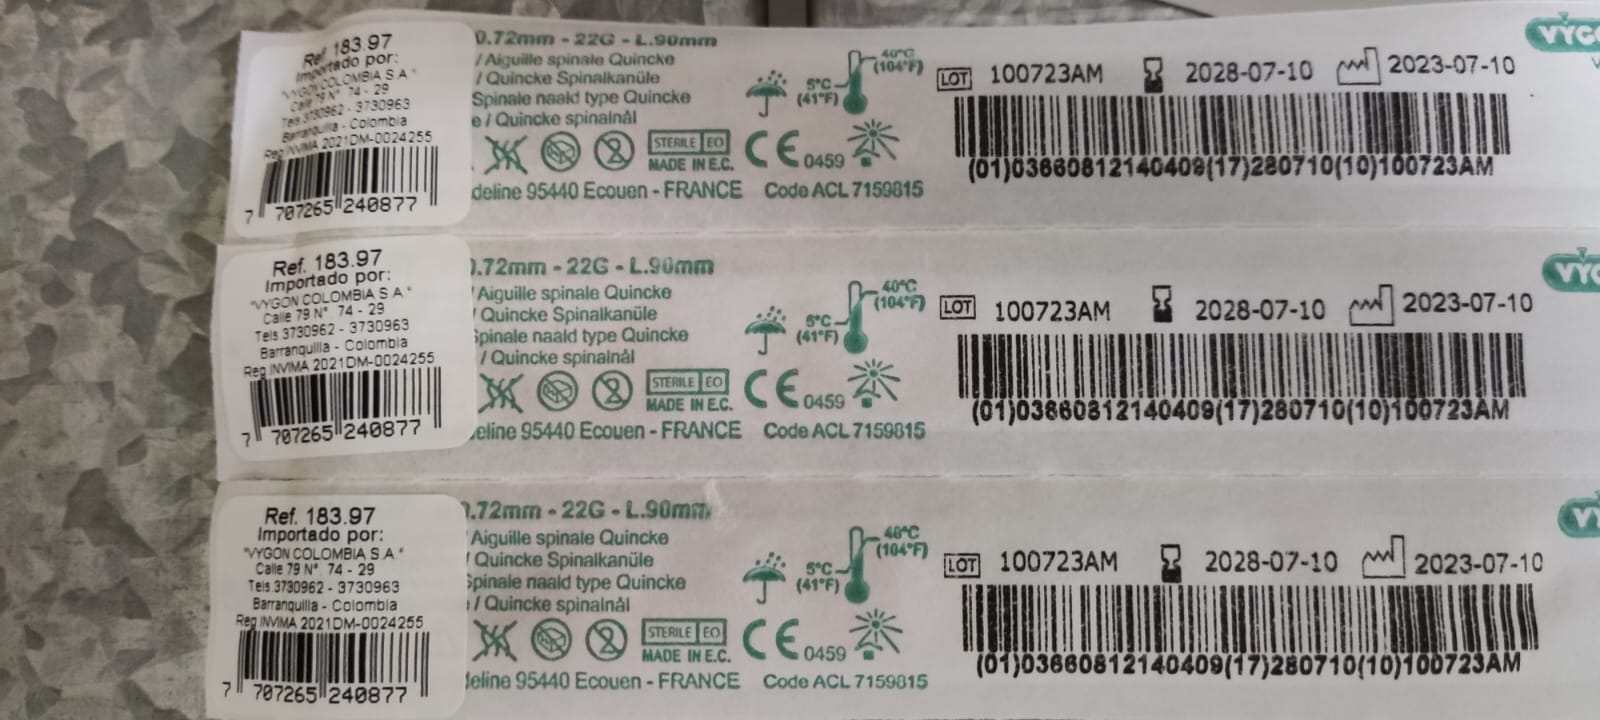 Ref. 183.97
Importado por:
"VYGON COLOMBIA S A "
Calle 79 N° 74 - 29
Tels 3730962 - 3730963
Barranquilla - Colombia
Reg INVIMA 2021DM-0024255
7 707265 240877
0.72mm - 22G - L.90mm
/ Aiguille spinale Quincke
/ Quincke Spinalkanüle
Spinale naald type Quincke
e / Quincke spinalnål
STERILE EO
MADE IN E.C.
CE 0459
deline 95440 Ecouen - FRANCE Code ACL 7159815
40°C
(104°F)
5°C
(41°F)
LOT 100723AM 2028-07-10 2023-07-10
(01)03660812140409(17)280710(10)100723AM
VYGO
Ref. 183.97
Importado por:
"VYGON COLOMBIA S A "
Calle 79 N° 74 - 29
Tels 3730962 - 3730963
Barranquilla - Colombia
Reg INVIMA 2021DM-0024255
7 707265 240877
.72mm - 22G - L.90mm
Aiguille spinale Quincke
/ Quincke Spinalkanüle
Spinale naald type Quincke
/ Quincke spinalnål
STERILE EO
MADE IN E.C.
CE 0459
eline 95440 Ecouen - FRANCE Code ACL 7159815
40°C
(104°F)
5°C
(41°F)
LOT 100723AM 2028-07-10 2023-07-10
(01)03660812140409(17)280710(10)100723AM
VYG
Ref. 183.97
Importado por:
"VYGON COLOMBIA S A "
Calle 79 N° 74 - 29
Tels 3730962 - 3730963
Barranquilla - Colombia
Reg INVIMA 2021DM-0024255
7 707265 240877
.72mm - 22G - L.90mm
Aiguille spinale Quincke
/ Quincke Spinalkanüle
Spinale naald type Quincke
/ Quincke spinalnål
STERILE EO
MADE IN E.C.
CE 0459
deline 95440 Ecouen - FRANCE Code ACL 7159815
40°C
(104°F)
5°C
(41°F)
LOT 100723AM 2028-07-10 2023-07-10
(01)03660812140409(17)280710(10)100723AM
VY